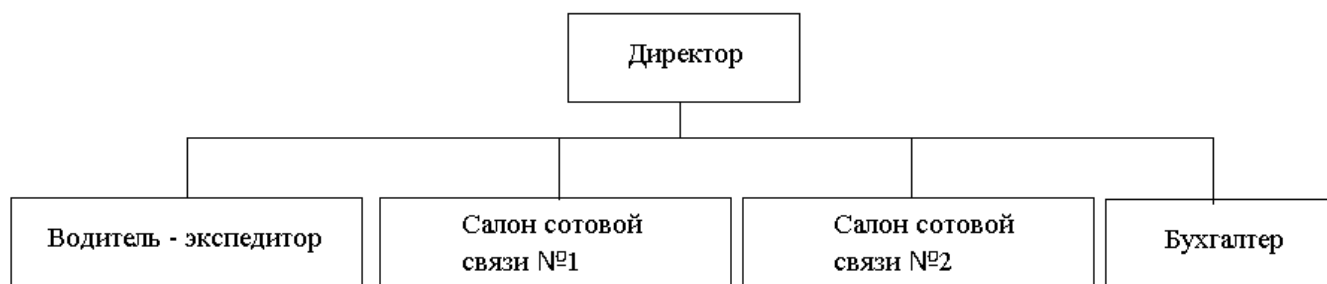 Директор
Водитель - экспедитор
Салон сотовой
связи №1
Салон сотовой
связи №2
Бухгалтер